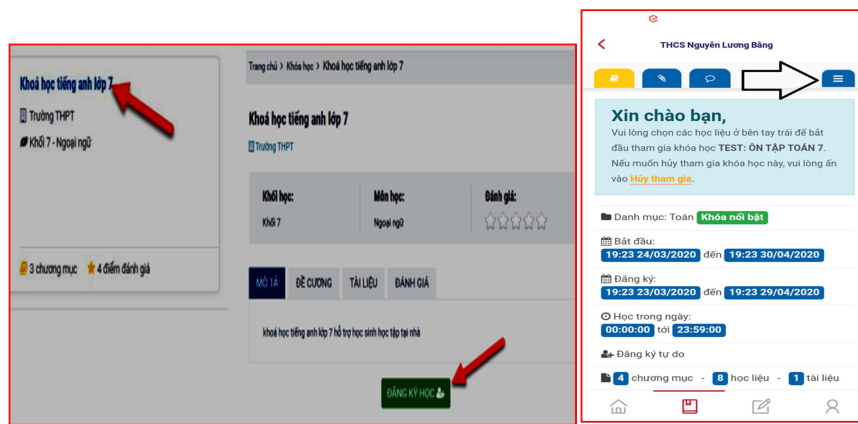 Khoá học tiếng anh lớp 7
Trường THPT
Khối 7 - Ngoại ngữ
3 chương mục
4 điểm đánh giá
Trang chủ > Khóa học > Khoá học tiếng anh lớp 7
Khoá học tiếng anh lớp 7
Trường THPT
Khối học: Môn học: Đánh giá:
Khối 7 Ngoại ngữ
MÔ TẢ ĐỀ CƯƠNG TÀI LIỆU ĐÁNH GIÁ
khoá học tiếng anh lớp 7 hỗ trợ học sinh học tập tại nhà
ĐĂNG KÝ HỌC
THCS Nguyễn Lương Bằng
Xin chào bạn,
Vui lòng chọn các học liệu ở bên tay trái để bắt
đầu tham gia khóa học TEST: ÔN TẬP TOÁN 7.
Nếu muốn hủy tham gia khóa học này, vui lòng ấn
vào Hủy tham gia.
Danh mục: Toán Khóa nổi bật
Bắt đầu:
19:23 24/03/2020 đến 19:23 30/04/2020
Đăng ký:
19:23 23/03/2020 đến 19:23 29/04/2020
Học trong ngày:
00:00:00 tới 23:59:00
Đăng ký tự do
4 chương mục - 8 học liệu - 1 tài liệu